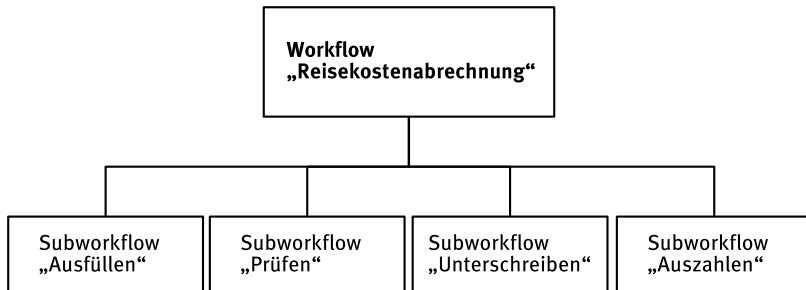 Workflow
„Reisekostenabrechnung“
Subworkflow
„Ausfüllen“
Subworkflow
„Prüfen“
Subworkflow
„Unterschreiben“
Subworkflow
„Auszahlen“